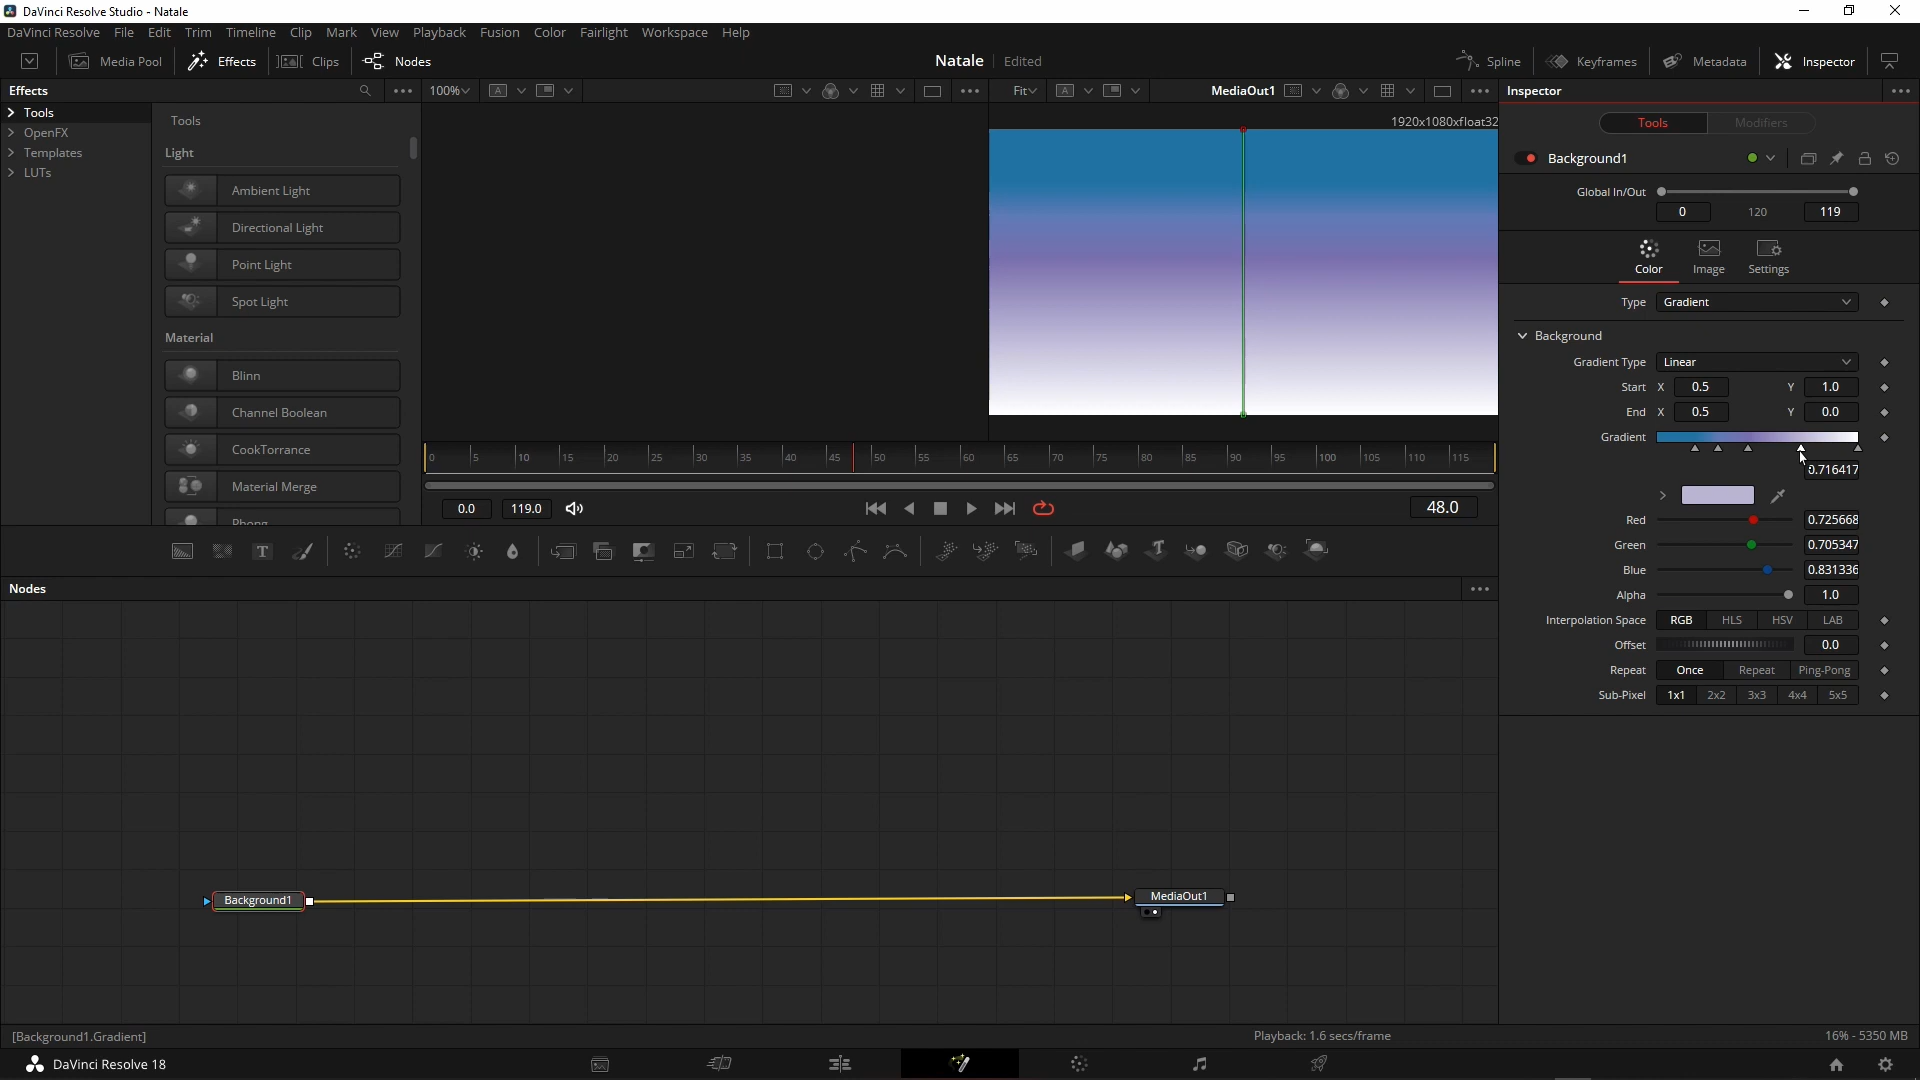 DaVinci Resolve Studio - Natale
DaVinci Resolve File Edit Trim Timeline Clip Mark View Playback Fusion Color Fairlight Workspace Help
Media Pool Effects Clips Nodes Natale Edited Spline Keyframes Metadata Inspector
Effects 100% A Fit A MediaOut1 Inspector
Tools
OpenFX
Templates
LUTs
Tools
Light
Ambient Light
Directional Light
Point Light
Spot Light
Material
Blinn
Channel Boolean
CookTorrance
Material Merge
Phong
1920x1080xfloat32
0 5 10 15 20 25 30 35 40 45 50 55 60 65 70 75 80 85 90 95 100 105 110 115
0.0 119.0 48.0
Tools Modifiers
Background1
Global In/Out
0 120 119
Color Image Settings
Type Gradient
Background
Gradient Type Linear
Start X 0.5 Y 1.0
End X 0.5 Y 0.0
Gradient
0.716417
Red 0.725668
Green 0.705347
Blue 0.831336
Alpha 1.0
Interpolation Space RGB HLS HSV LAB
Offset 0.0
Repeat Once Repeat Ping-Pong
Sub-Pixel 1x1 2x2 3x3 4x4 5x5
T T
Nodes
Background1 MediaOut1
[Background1.Gradient] Playback: 1.6 secs/frame 16% - 5350 MB
DaVinci Resolve 18